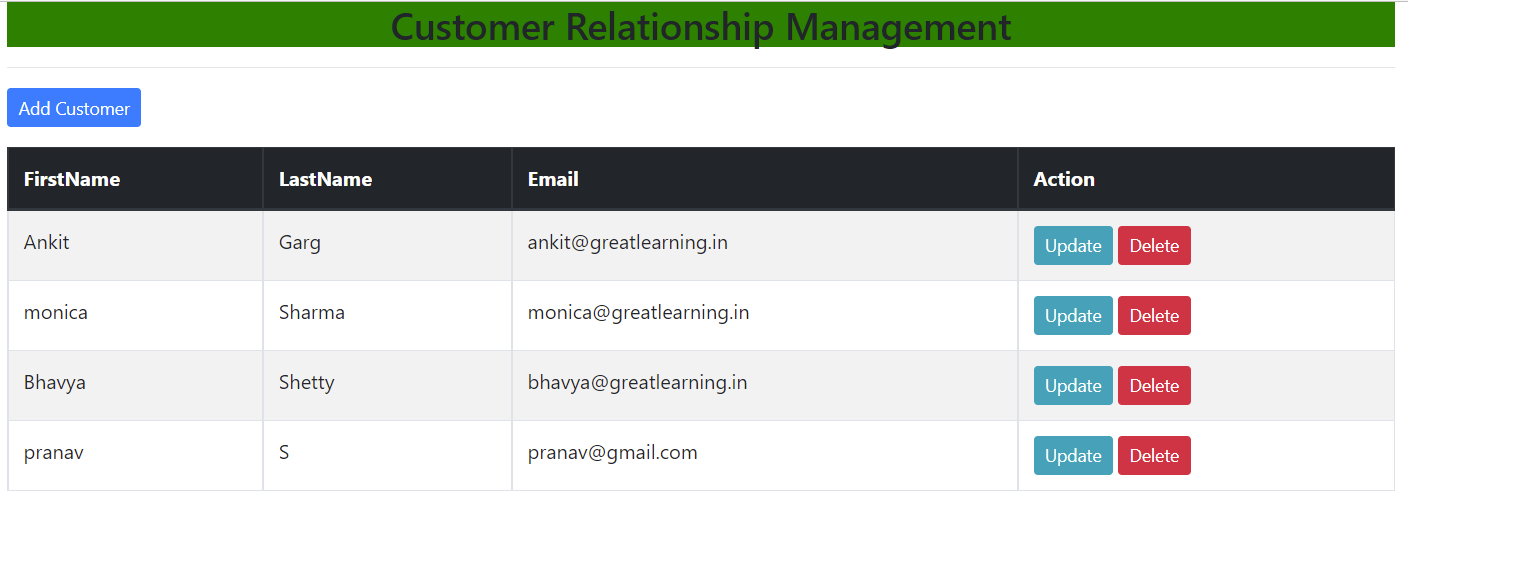 Customer Relationship Management
Add Customer
FirstName LastName Email Action
Ankit Garg ankit@greatlearning.in Update Delete
monica Sharma monica@greatlearning.in Update Delete
Bhavya Shetty bhavya@greatlearning.in Update Delete
pranav S pranav@gmail.com Update Delete